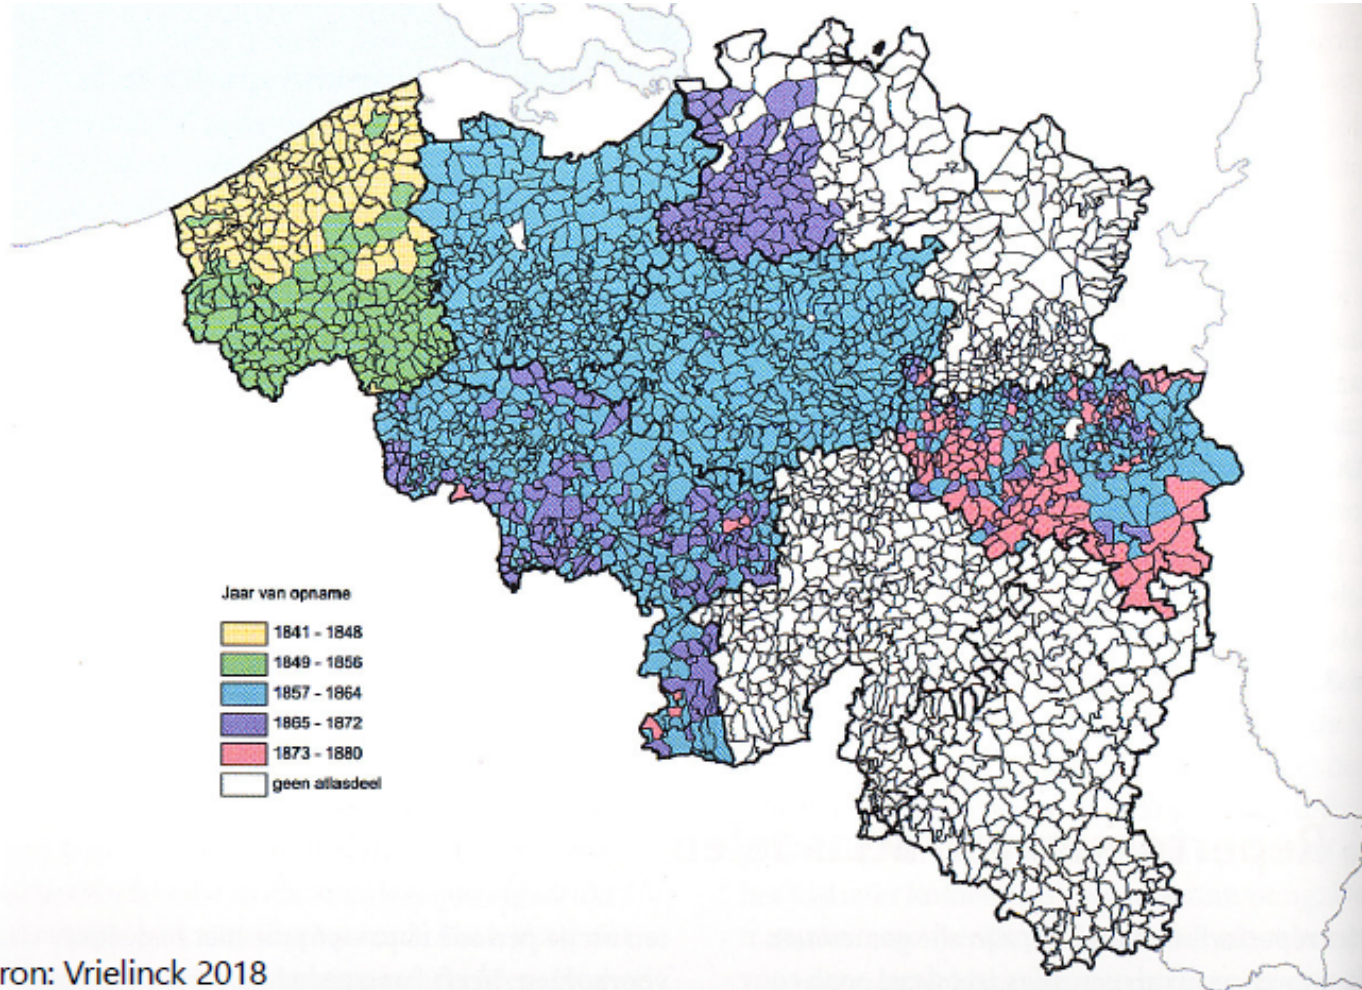 Jaar van opname
1841 - 1848
1849 - 1856
1857 - 1864
1865 - 1872
1873 - 1880
geen atlasdeel
ron: Vrielinck 2018